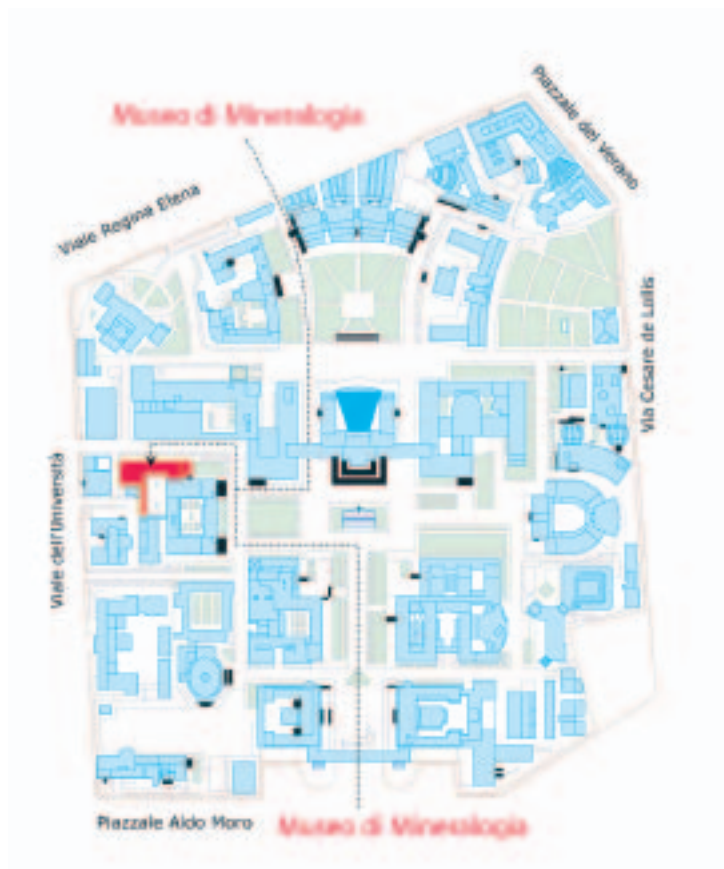 Piazzale del Verano
Museo di Mineralogia
Viale Regina Elena
Via Cesare de Lollis
Viale dell'Università
Piazzale Aldo Moro
Museo di Mineralogia